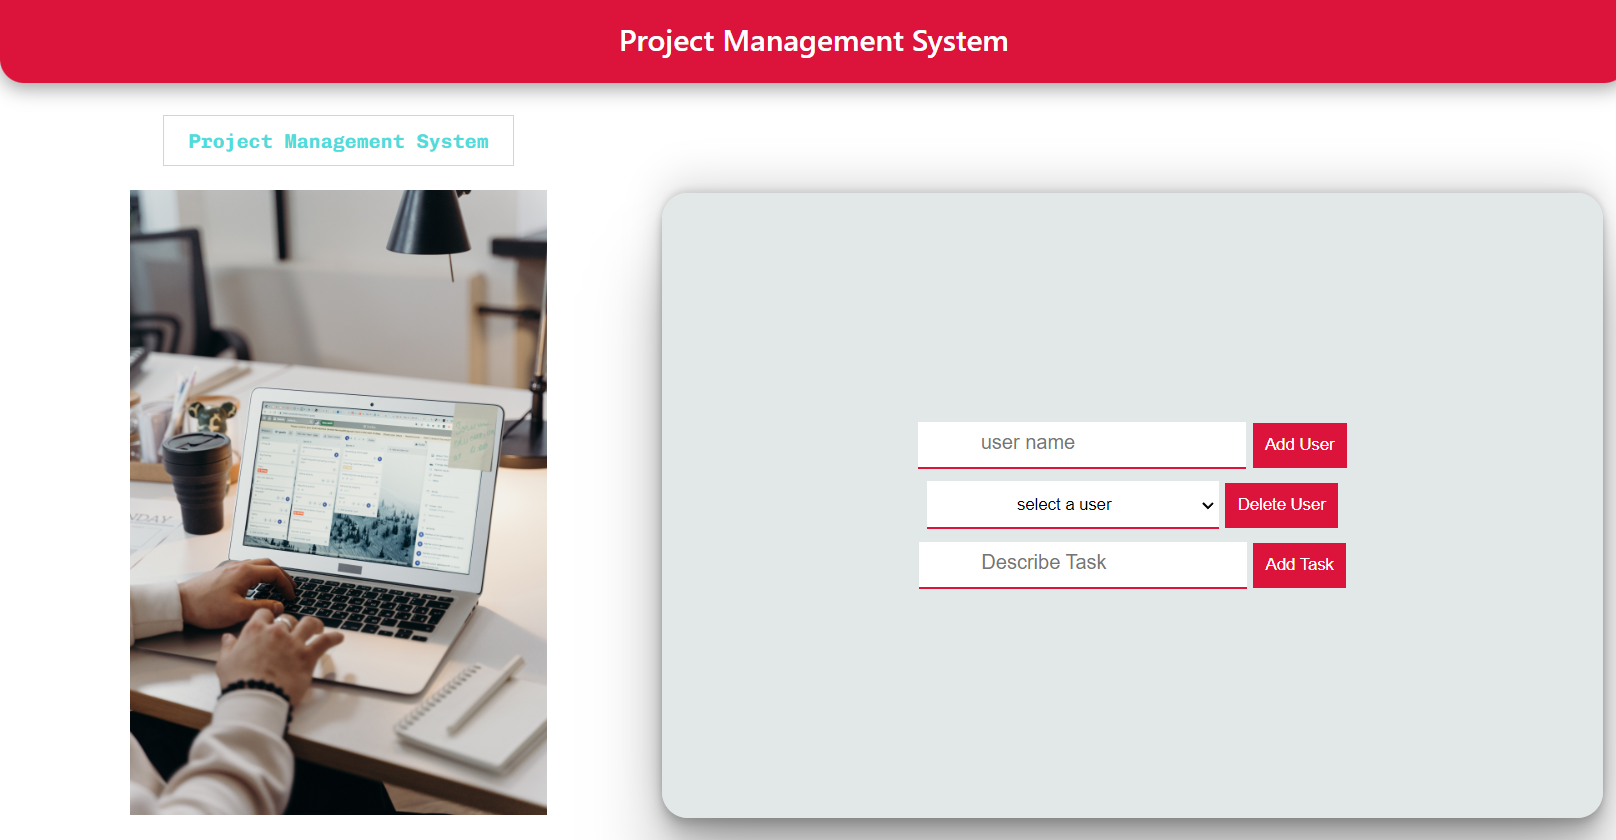 Project Management System
Project Management System
user name
Add User
select a user
Delete User
Describe Task
Add Task